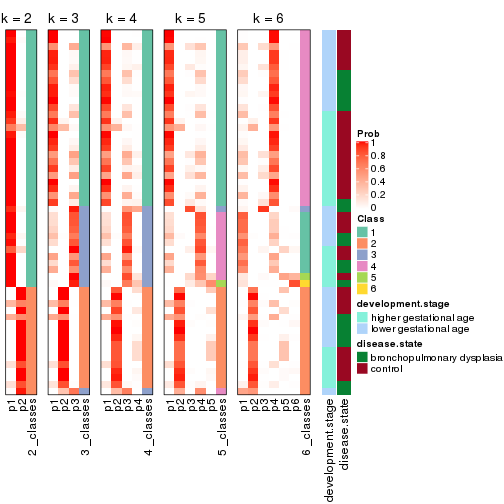 k = 2
k = 3
k = 4
k = 5
k = 6
Prob
1
0.8
0.6
0.4
0.2
0
Class
1
2
3
4
5
6
development.stage
higher gestational age
lower gestational age
disease.state
bronchopulmonary dysplasia
control
p1
p2
2_classes
p1
p2
p3
3_classes
p1
p2
p3
p4
4_classes
p1
p2
p3
p4
p5
5_classes
p1
p2
p3
p4
p5
p6
6_classes
development.stage
disease.state